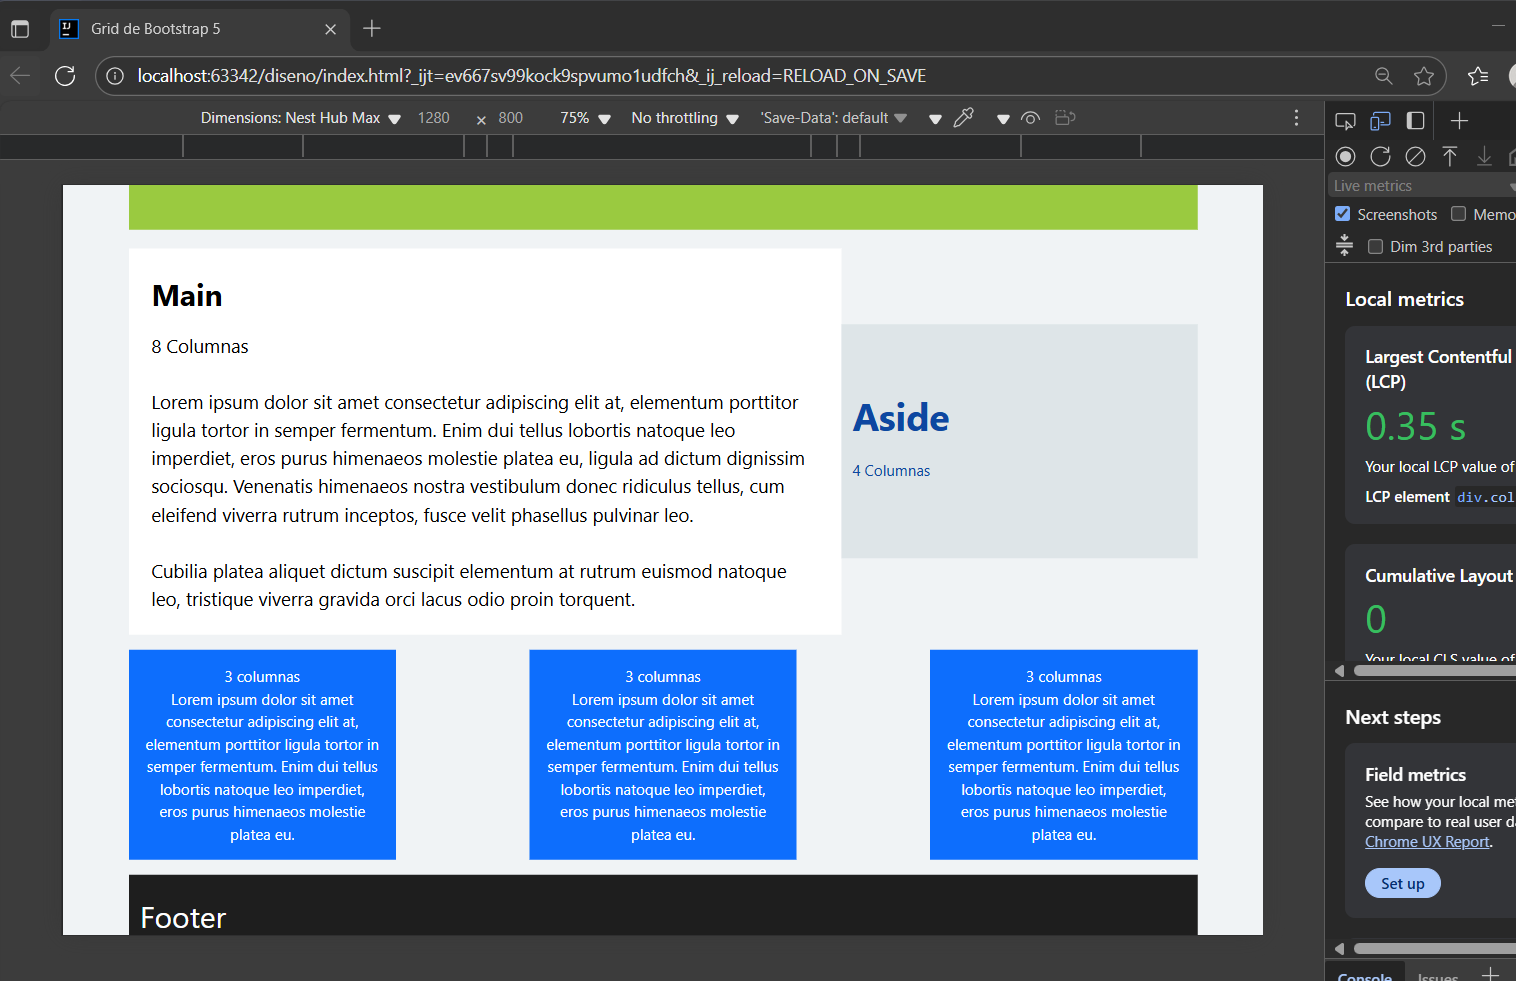 Grid de Bootstrap 5
localhost:63342/diseno/index.html?_ijt=ev667sv99kock9spvumo1udfch&_ij_reload=RELOAD_ON_SAVE
Dimensions: Nest Hub Max 1280 × 800 75% No throttling 'Save-Data': default
Main
8 Columnas
Lorem ipsum dolor sit amet consectetur adipiscing elit at, elementum porttitor
ligula tortor in semper fermentum. Enim dui tellus lobortis natoque leo
imperdiet, eros purus himenaeos molestie platea eu, ligula ad dictum dignissim
sociosqu. Venenatis himenaeos nostra vestibulum donec ridiculus tellus, cum
eleifend viverra rutrum inceptos, fusce velit phasellus pulvinar leo.
Cubilia platea aliquet dictum suscipit elementum at rutrum euismod natoque
leo, tristique viverra gravida orci lacus odio proin torquent.
Aside
4 Columnas
3 columnas
Lorem ipsum dolor sit amet
consectetur adipiscing elit at,
elementum porttitor ligula tortor in
semper fermentum. Enim dui tellus
lobortis natoque leo imperdiet,
eros purus himenaeos molestie
platea eu.
3 columnas
Lorem ipsum dolor sit amet
consectetur adipiscing elit at,
elementum porttitor ligula tortor in
semper fermentum. Enim dui tellus
lobortis natoque leo imperdiet,
eros purus himenaeos molestie
platea eu.
3 columnas
Lorem ipsum dolor sit amet
consectetur adipiscing elit at,
elementum porttitor ligula tortor in
semper fermentum. Enim dui tellus
lobortis natoque leo imperdiet,
eros purus himenaeos molestie
platea eu.
Footer
Live metrics
Screenshots Memo
Dim 3rd parties
Local metrics
Largest Contentful
(LCP)
0.35 s
Your local LCP value of
LCP element div.col
Cumulative Layout
0
Your local CLS value of
Next steps
Field metrics
See how your local me
compare to real user d
Chrome UX Report.
Set up
Console Issues